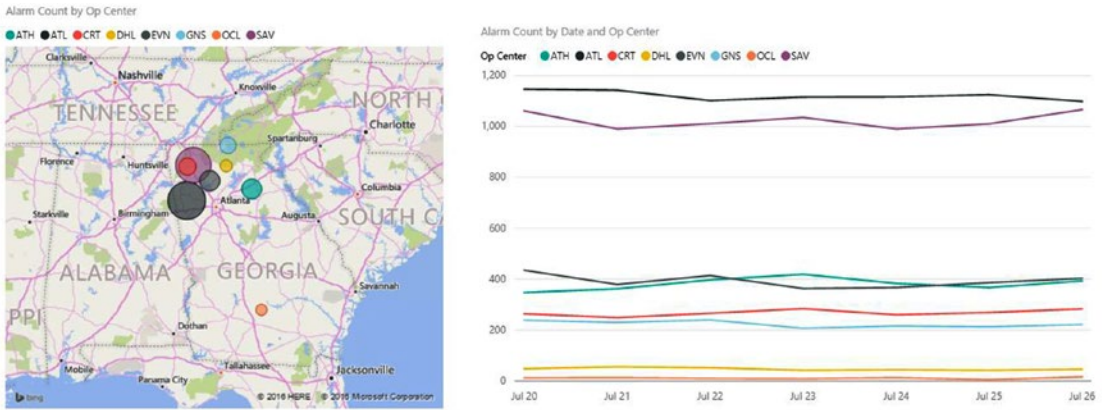 Alarm Count by Op Center
ATH ATL CRT DHL EVN GNS OCL SAV
Clarksville
Nashville
Knoxville
TENNESSEE
NORTH
Charlotte
Spartanburg
Florence
Huntsville
Columbia
Atlanta
Starkville
Birmingham
Augusta
SOUTH C
ALABAMA
GEORGIA
Savannah
PPI
Dothan
Mobile
Tallahassee
Jacksonville
Panama City
bing
© 2016 HERE © 2016 Microsoft Corporation
Alarm Count by Date and Op Center
Op Center ATH ATL CRT DHL EVN GNS OCL SAV
1,200
1,000
800
600
400
200
0
Jul 20 Jul 21 Jul 22 Jul 23 Jul 24 Jul 25 Jul 26